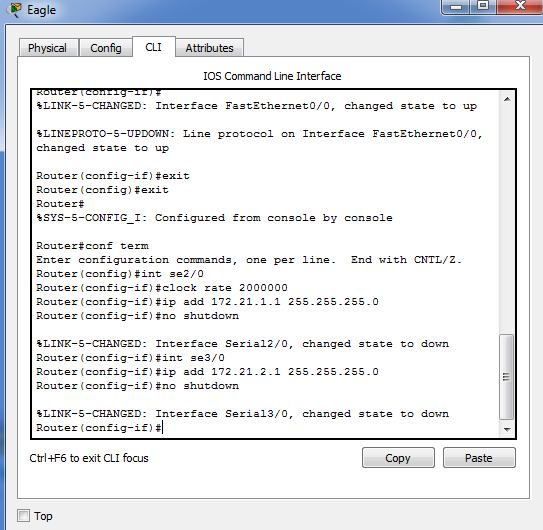 Eagle
Physical Config CLI Attributes
IOS Command Line Interface
Router(config-if)#
%LINK-5-CHANGED: Interface FastEthernet0/0, changed state to up
%LINEPROTO-5-UPDOWN: Line protocol on Interface FastEthernet0/0,
changed state to up
Router(config-if)#exit
Router(config)#exit
Router#
%SYS-5-CONFIG_I: Configured from console by console
Router#conf term
Enter configuration commands, one per line.  End with CNTL/Z.
Router(config)#int se2/0
Router(config-if)#clock rate 2000000
Router(config-if)#ip add 172.21.1.1 255.255.255.0
Router(config-if)#no shutdown
%LINK-5-CHANGED: Interface Serial2/0, changed state to down
Router(config-if)#int se3/0
Router(config-if)#ip add 172.21.2.1 255.255.255.0
Router(config-if)#no shutdown
%LINK-5-CHANGED: Interface Serial3/0, changed state to down
Router(config-if)#
Ctrl+F6 to exit CLI focus
Copy Paste
Top